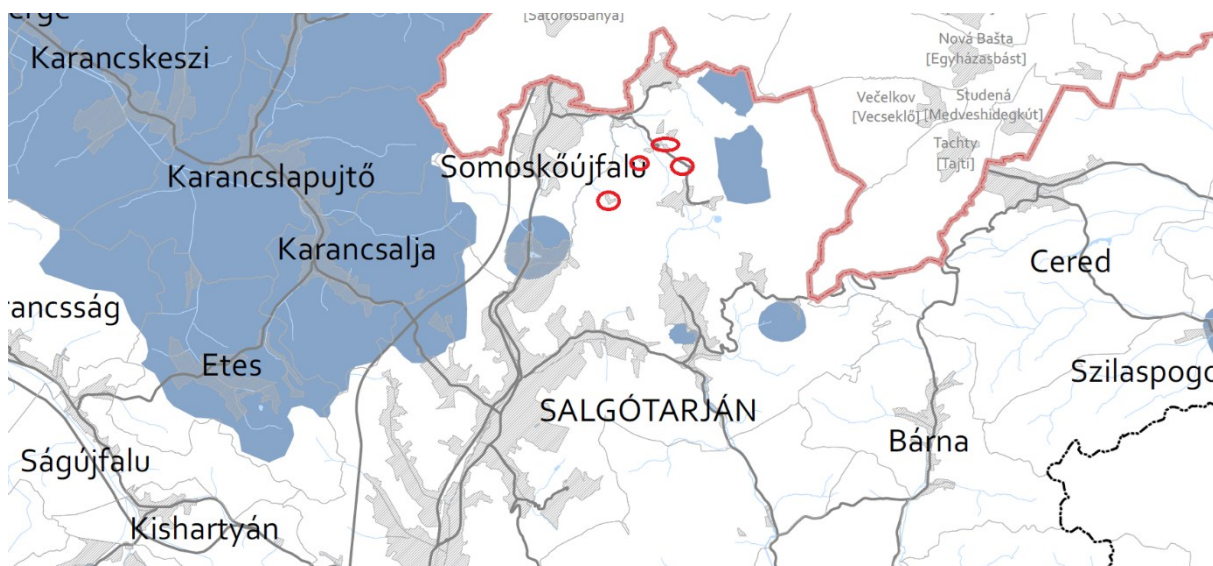 [Sátorosbánya]
Karancskeszi
Nová Bašta
[Egyházasbást]
Večelkov
[Vecseklő]
Studená
[Medveshidegkút]
Tachty
[Tajti]
Somoskőújfalu
Karancslapujtő
Karancsalja
Cered
Etes
Szilaspogo
SALGÓTARJÁN
Bárna
Ságújfalu
Kishartyán